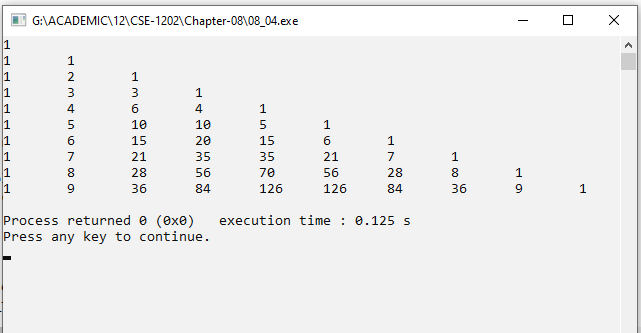 G:\ACADEMIC\12\CSE-1202\Chapter-08\08_04.exe
1
1 1
1 2 1
1 3 3 1
1 4 6 4 1
1 5 10 10 5 1
1 6 15 20 15 6 1
1 7 21 35 35 21 7 1
1 8 28 56 70 56 28 8 1
1 9 36 84 126 126 84 36 9 1
Process returned 0 (0x0) execution time : 0.125 s
Press any key to continue.